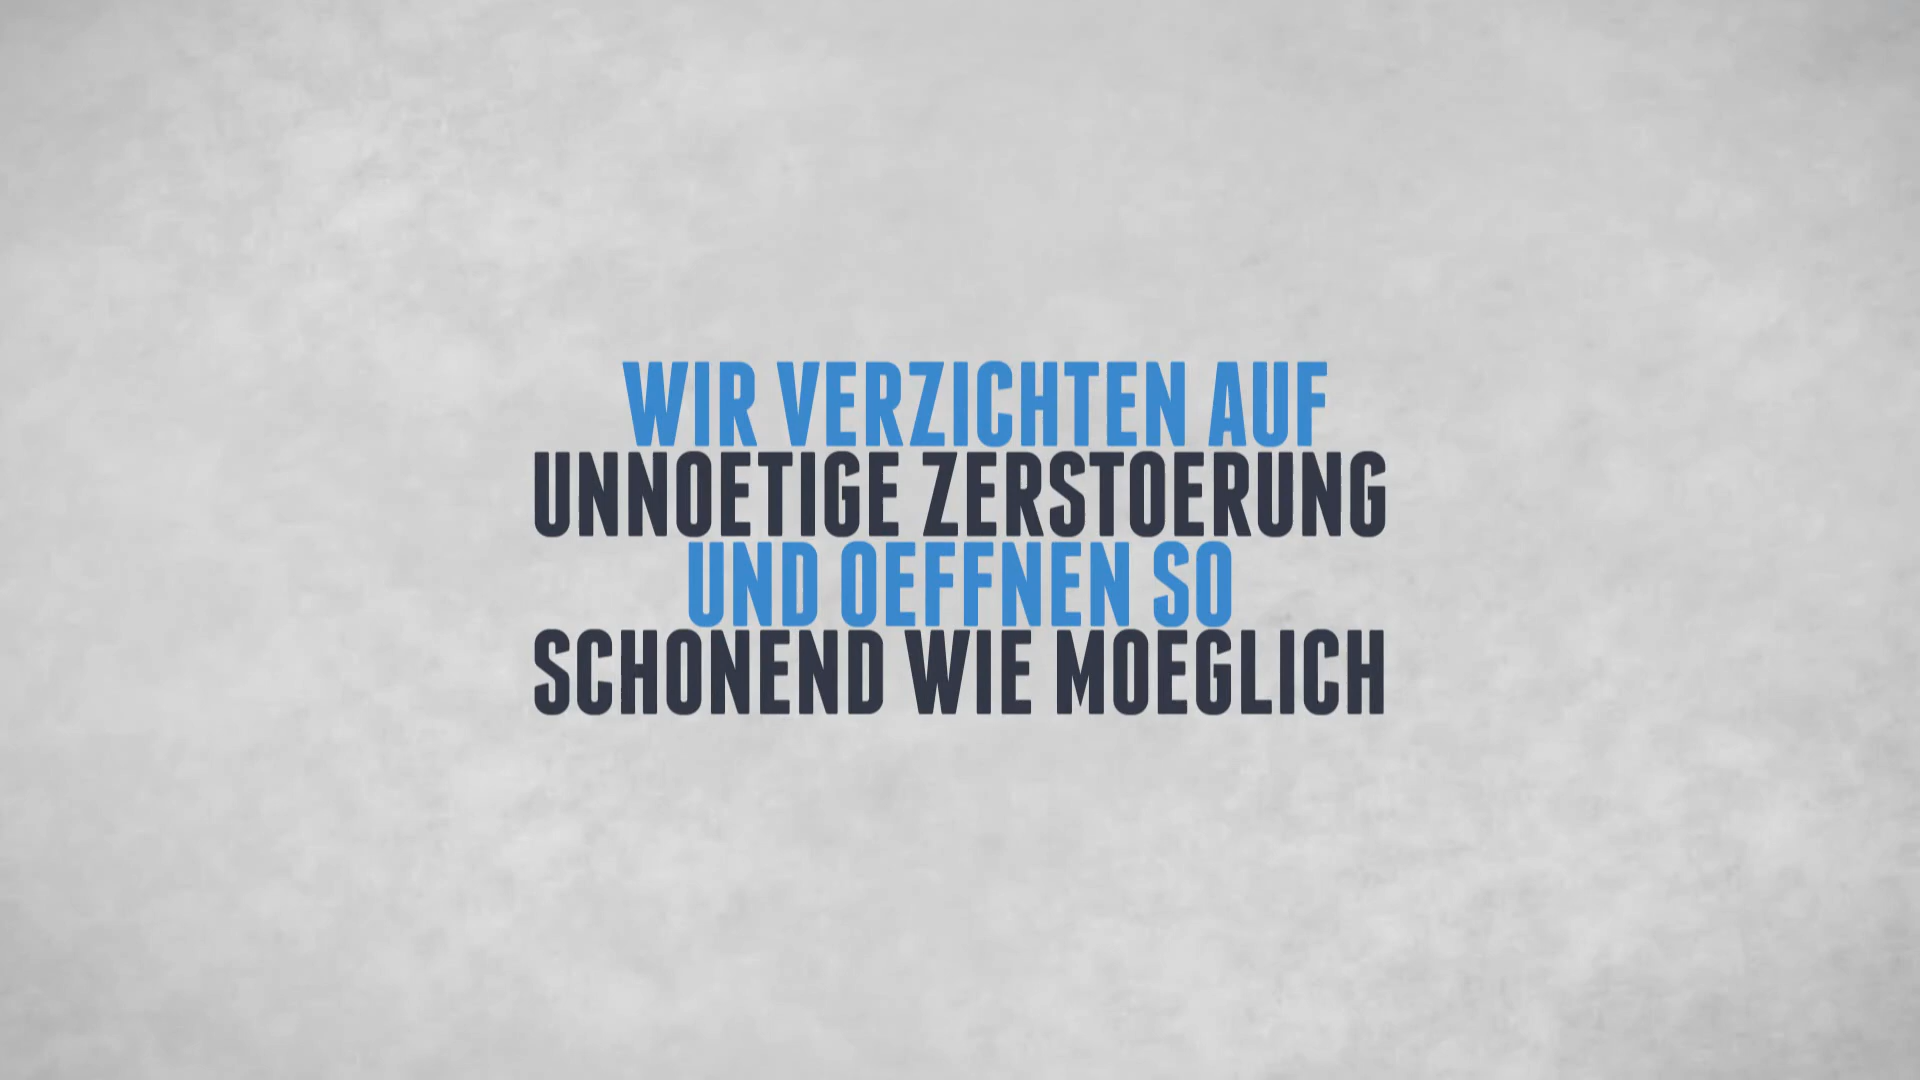 WIR VERZICHTEN AUF
UNNOETIGE ZERSTOERUNG
UND OEFFNEN SO
SCHONEND WIE MOEGLICH